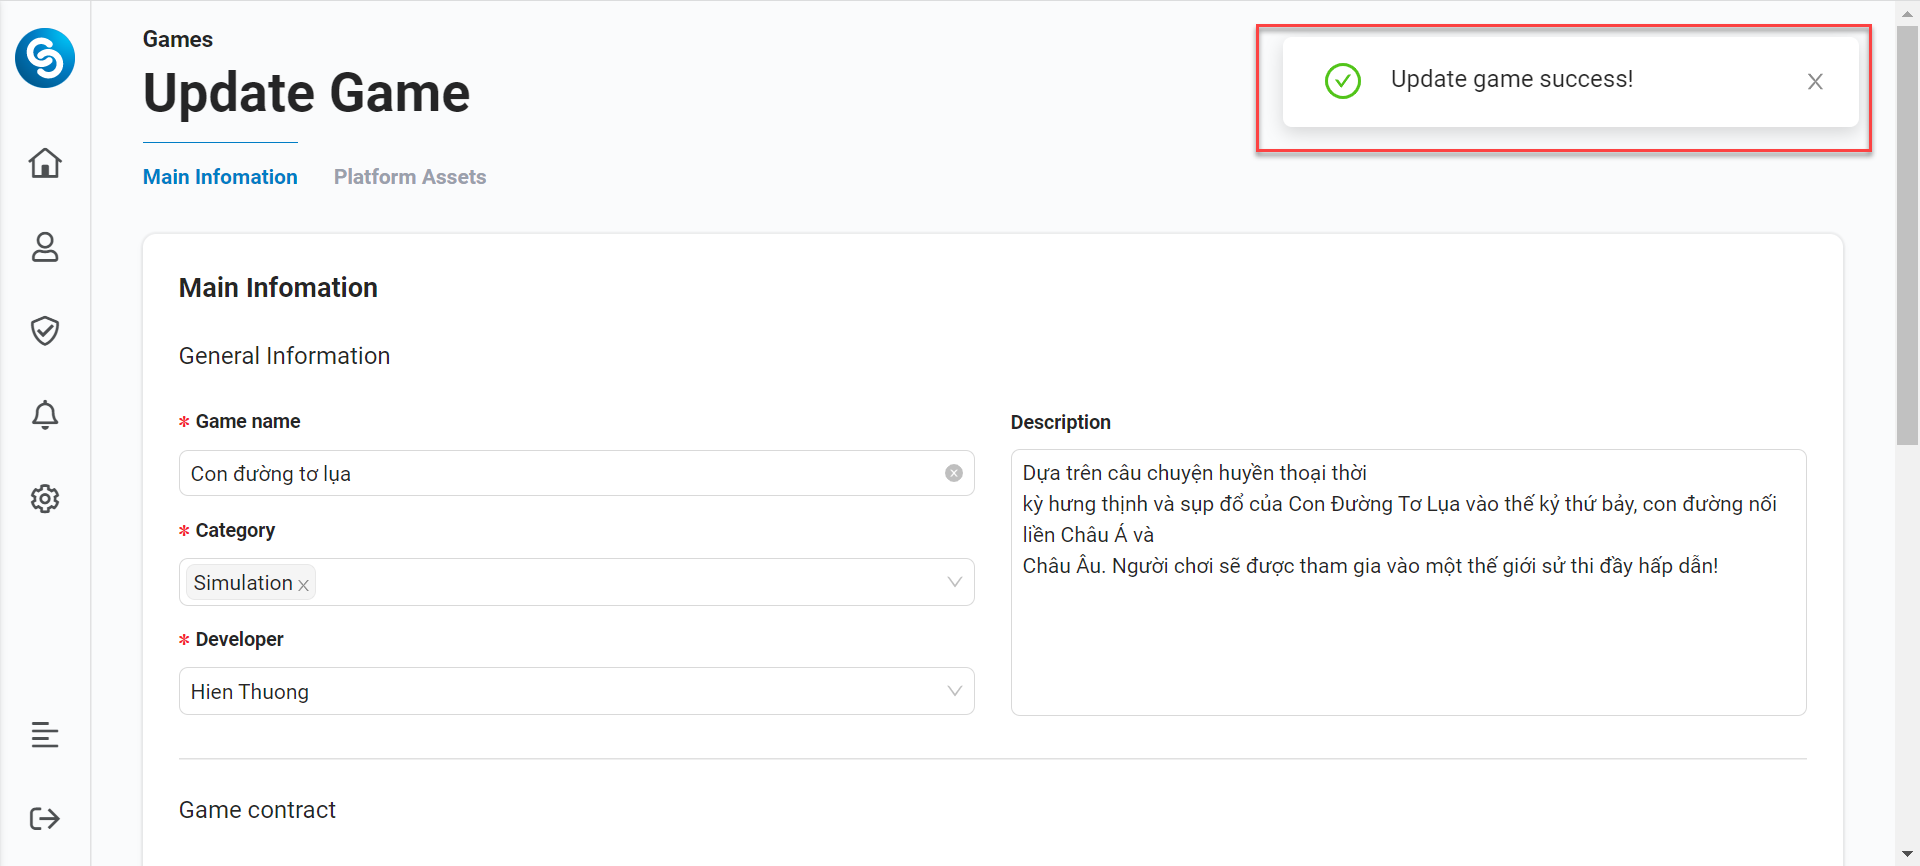 Games
Update Game
Update game success!
Main Infomation
Platform Assets
Main Infomation
General Information
* Game name
Con đường tơ lụa
* Category
Simulation
* Developer
Hien Thuong
Description
Dựa trên câu chuyện huyền thoại thời
kỳ hưng thịnh và sụp đổ của Con Đường Tơ Lụa vào thế kỷ thứ bảy, con đường nối
liền Châu Á và
Châu Âu. Người chơi sẽ được tham gia vào một thế giới sử thi đầy hấp dẫn!
Game contract